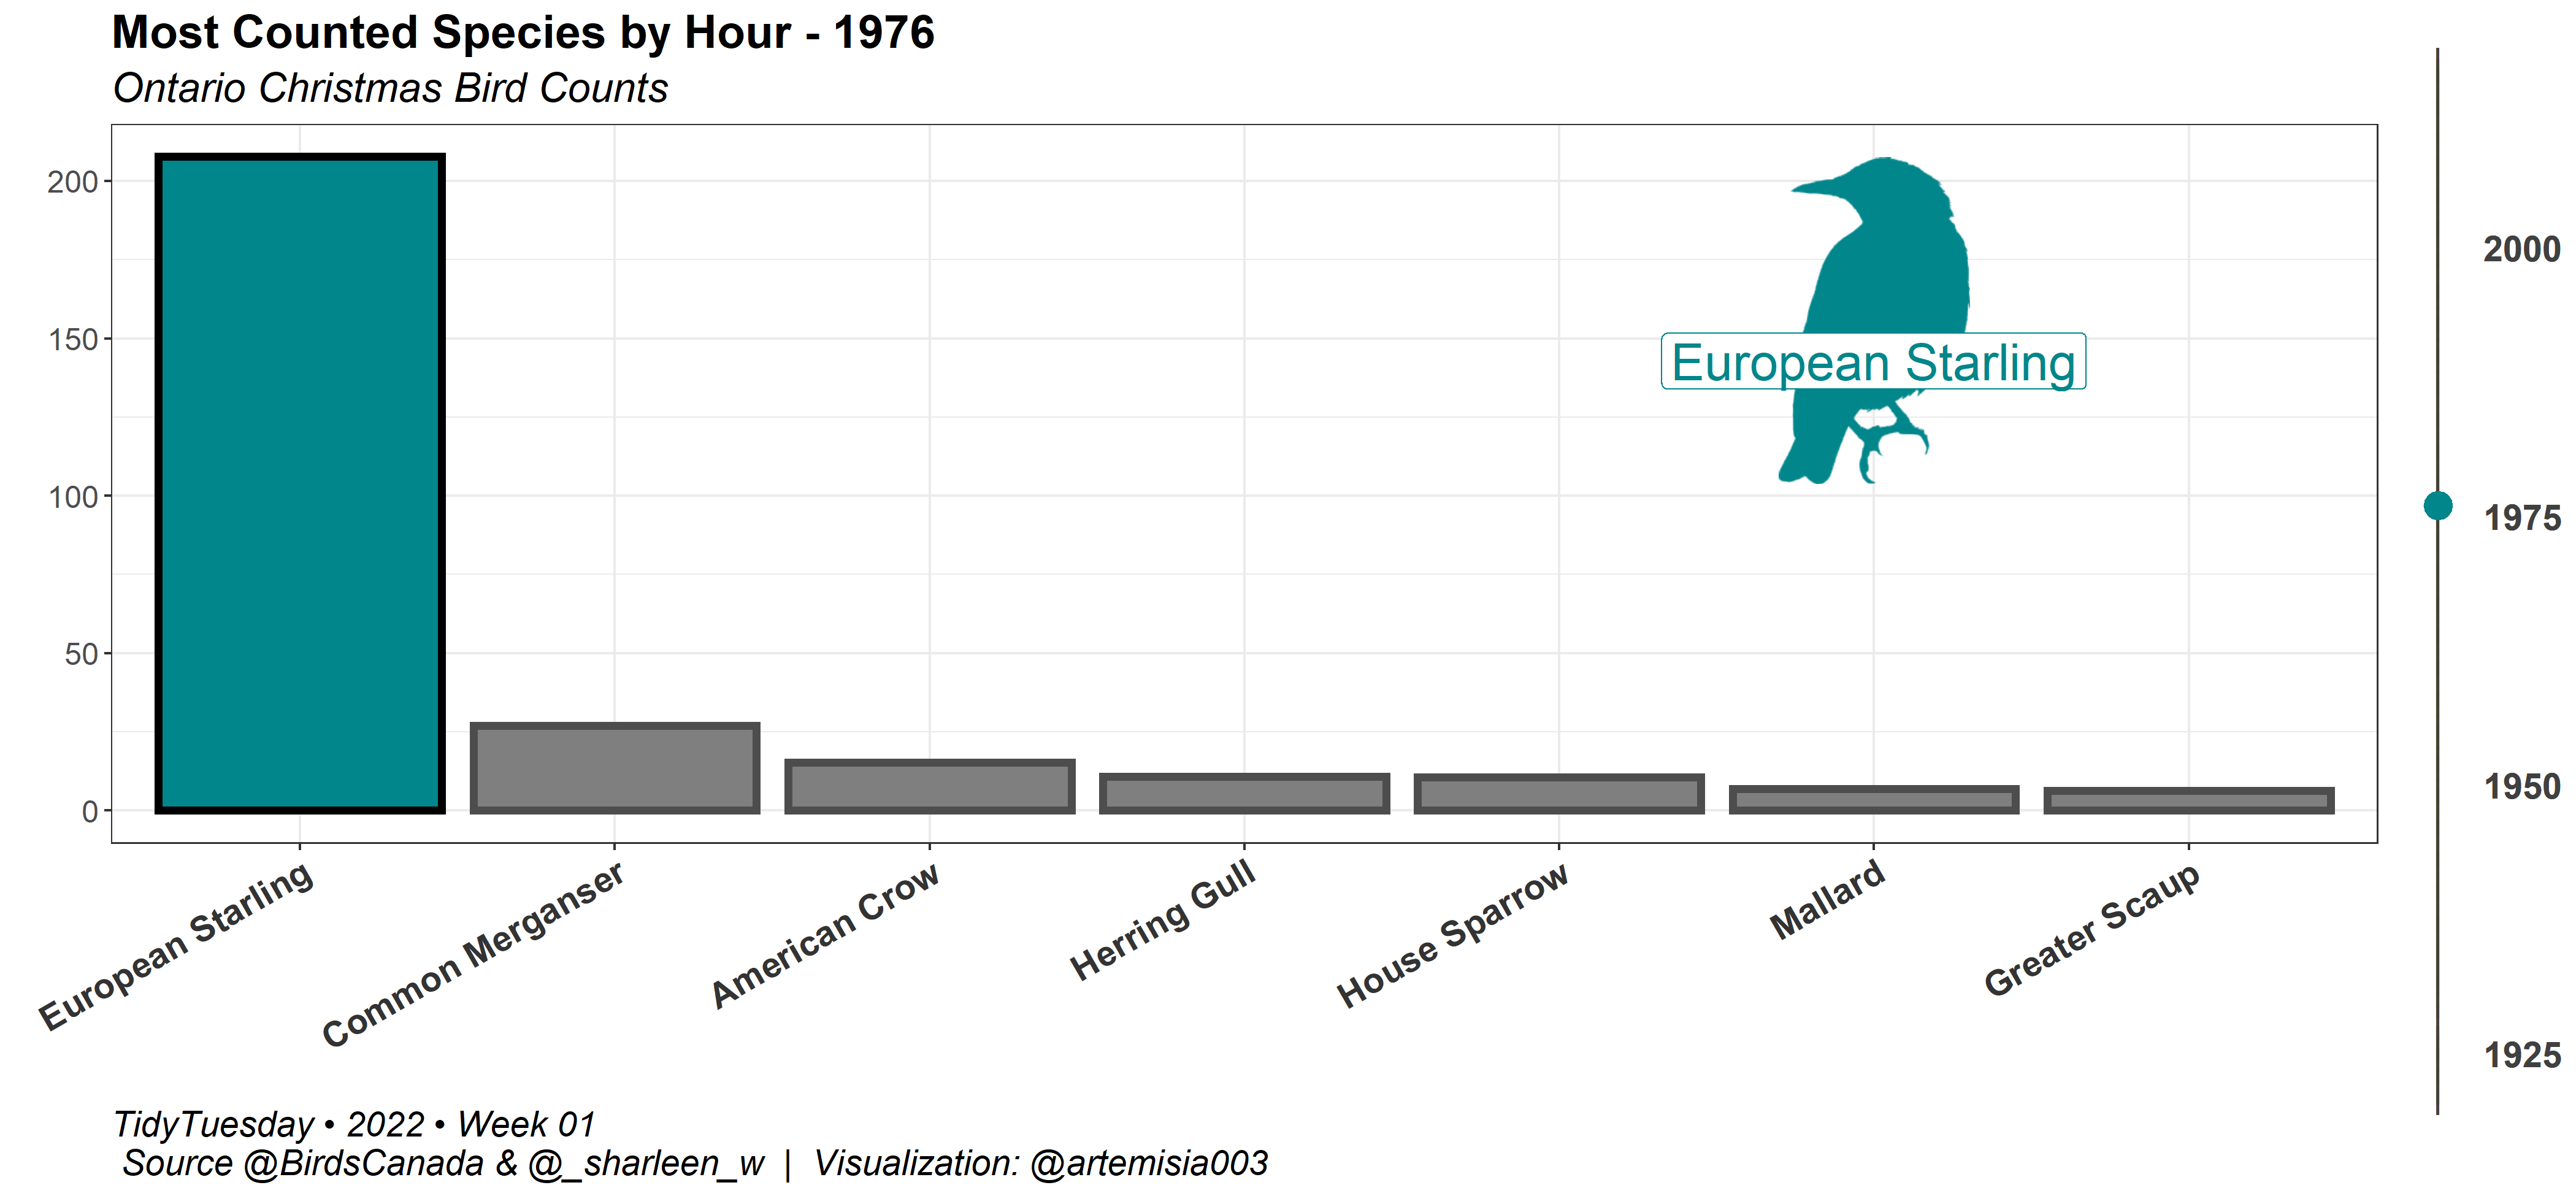 Most Counted Species by Hour - 1976
Ontario Christmas Bird Counts
200
150
100
50
0
European Starling
2000
1975
1950
1925
European Starling
Common Merganser
American Crow
Herring Gull
House Sparrow
Mallard
Greater Scaup
TidyTuesday • 2022 • Week 01
Source @BirdsCanada & @_sharleen_w | Visualization: @artemisia003